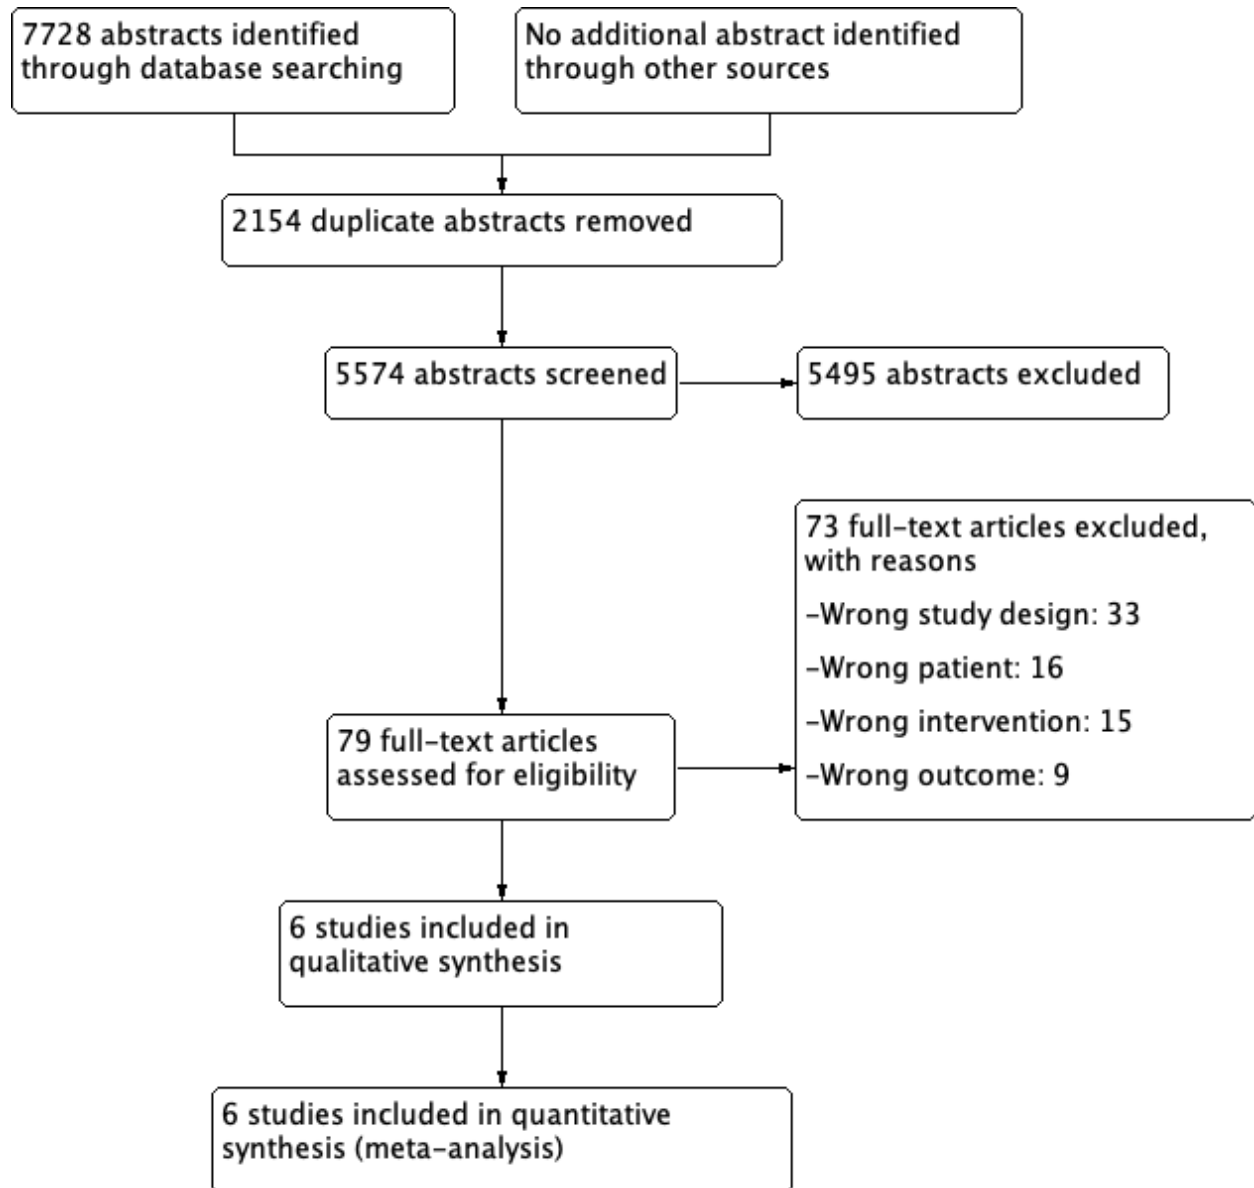 7728 abstracts identified
through database searching
No additional abstract identified
through other sources
2154 duplicate abstracts removed
5574 abstracts screened
5495 abstracts excluded
73 full-text articles excluded,
with reasons
-Wrong study design: 33
-Wrong patient: 16
-Wrong intervention: 15
-Wrong outcome: 9
79 full-text articles
assessed for eligibility
6 studies included in
qualitative synthesis
6 studies included in quantitative
synthesis (meta-analysis)